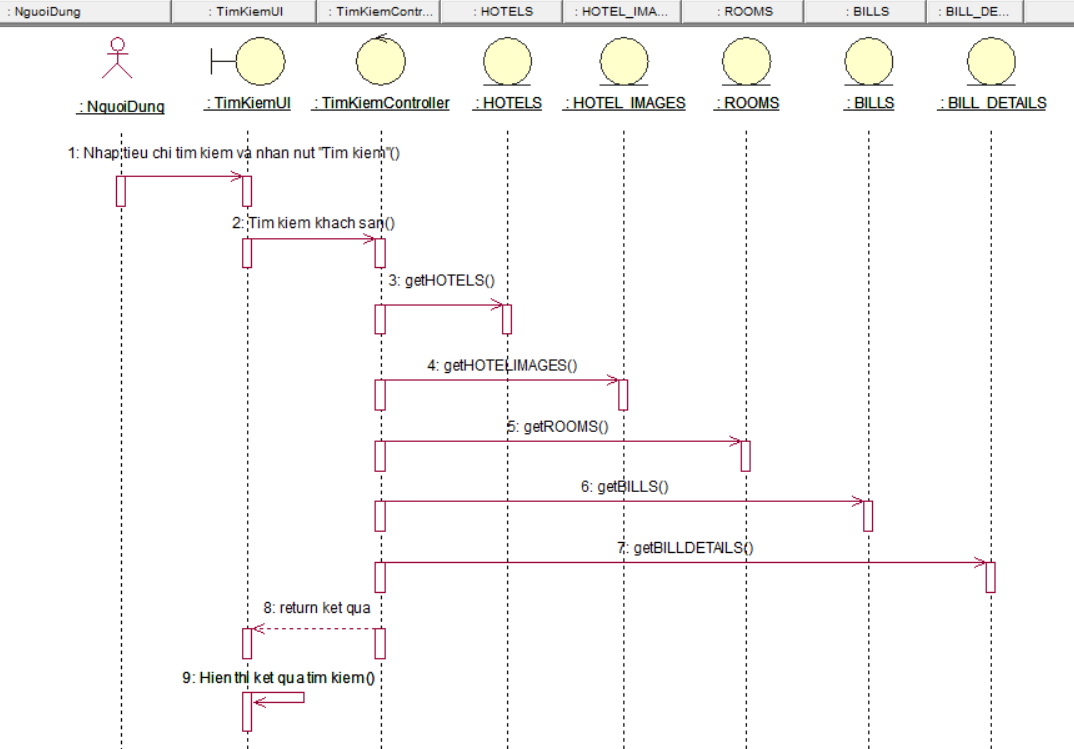 : NguoiDung
: TimKiemUI
: TimKiemContr...
: HOTELS
: HOTEL_IMA...
: ROOMS
: BILLS
: BILL_DE...
: NguoiDung
: TimKiemUI
: TimKiemController
: HOTELS
: HOTEL_IMAGES
: ROOMS
: BILLS
: BILL_DETAILS
1: Nhap tieu chi tim kiem va nhan nut "Tim kiem"()
2: Tim kiem khach san()
3: getHOTELS()
4: getHOTELIMAGES()
5: getROOMS()
6: getBILLS()
7: getBILLDETAILS()
8: return ket qua
9: Hien thi ket qua tim kiem()